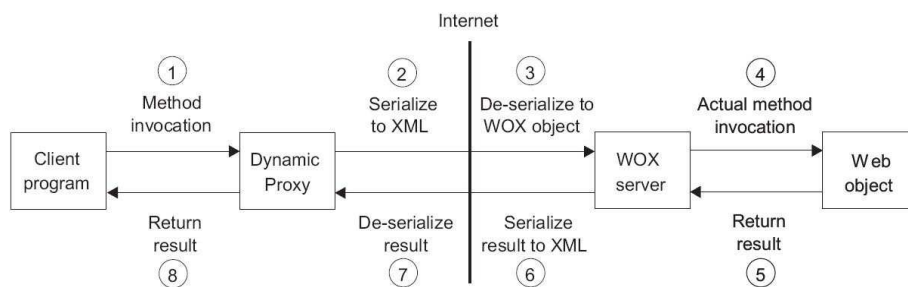 Internet
1
2
3
4
Method
invocation
Serialize
to XML
De-serialize to
WOX object
Actual method
invocation
Client
program
Dynamic
Proxy
WOX
server
Web
object
Return
result
De-serialize
result
Serialize
result to XML
Return
result
8
7
6
5